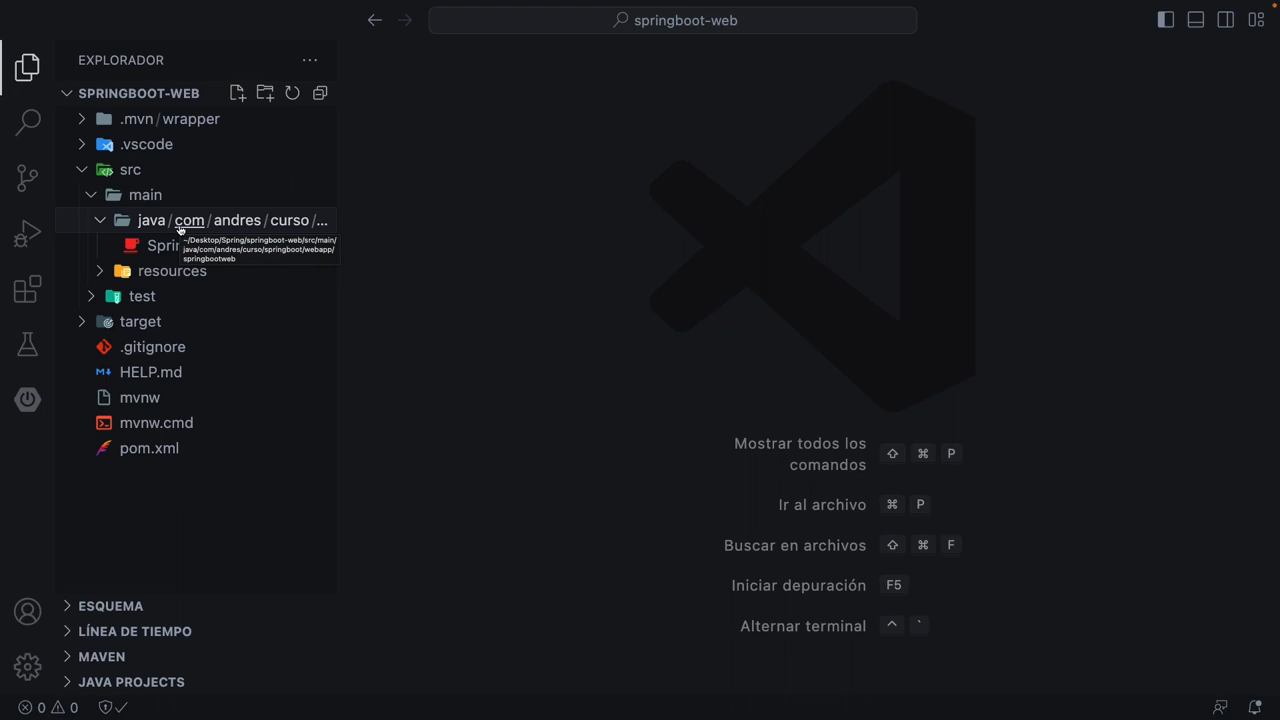 springboot-web
EXPLORADOR
SPRINGBOOT-WEB
.mvn / wrapper
.vscode
src
main
java / com / andres / curso / ...
~/Desktop/Spring/springboot-web/src/main/
java/com/andres/curso/springboot/webapp/
springbootweb
resources
test
target
.gitignore
HELP.md
mvnw
mvnw.cmd
pom.xml
ESQUEMA
LÍNEA DE TIEMPO
MAVEN
JAVA PROJECTS
Mostrar todos los
comandos ⇧ ⌘ P
Ir al archivo ⌘ P
Buscar en archivos ⇧ ⌘ F
Iniciar depuración F5
Alternar terminal ^ `
0 0